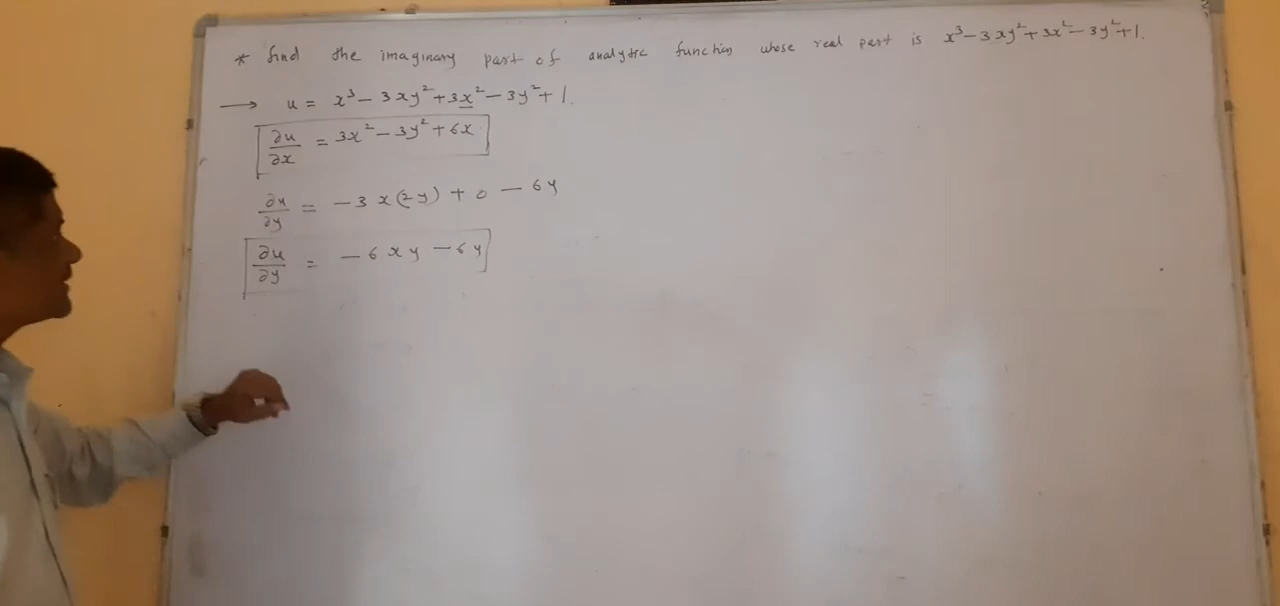 * find the imaginary part of analytic function whose real part is x³ - 3xy² + 3x² - 3y² + 1.
→ u = x³ - 3xy² + 3x² - 3y² + 1.
∂u/∂x = 3x² - 3y² + 6x
∂u/∂y = -3x(2y) + 0 - 6y
∂u/∂y = -6xy - 6y